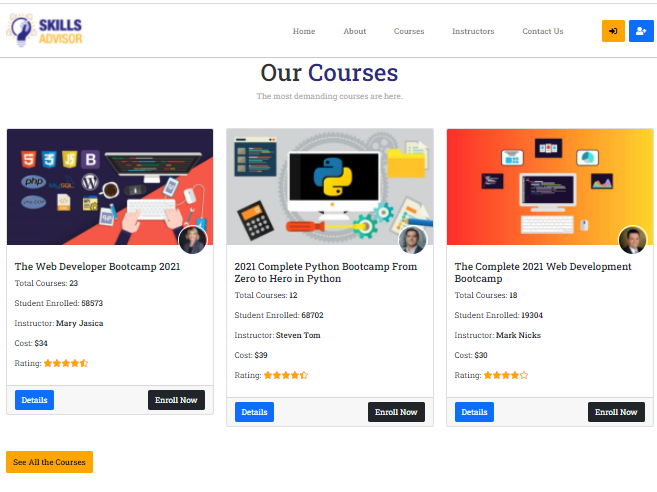 SKILLS
ADVISOR
Home About Courses Instructors Contact Us
Our Courses
The most demanding courses are here.
php
MySQL
The Web Developer Bootcamp 2021
Total Courses: 23
Student Enrolled: 58573
Instructor: Mary Jasica
Cost: $34
Rating:
Details Enroll Now
2021 Complete Python Bootcamp From
Zero to Hero in Python
Total Courses: 12
Student Enrolled: 68702
Instructor: Steven Tom
Cost: $39
Rating:
Details Enroll Now
The Complete 2021 Web Development
Bootcamp
Total Courses: 18
Student Enrolled: 19304
Instructor: Mark Nicks
Cost: $30
Rating:
Details Enroll Now
See All the Courses